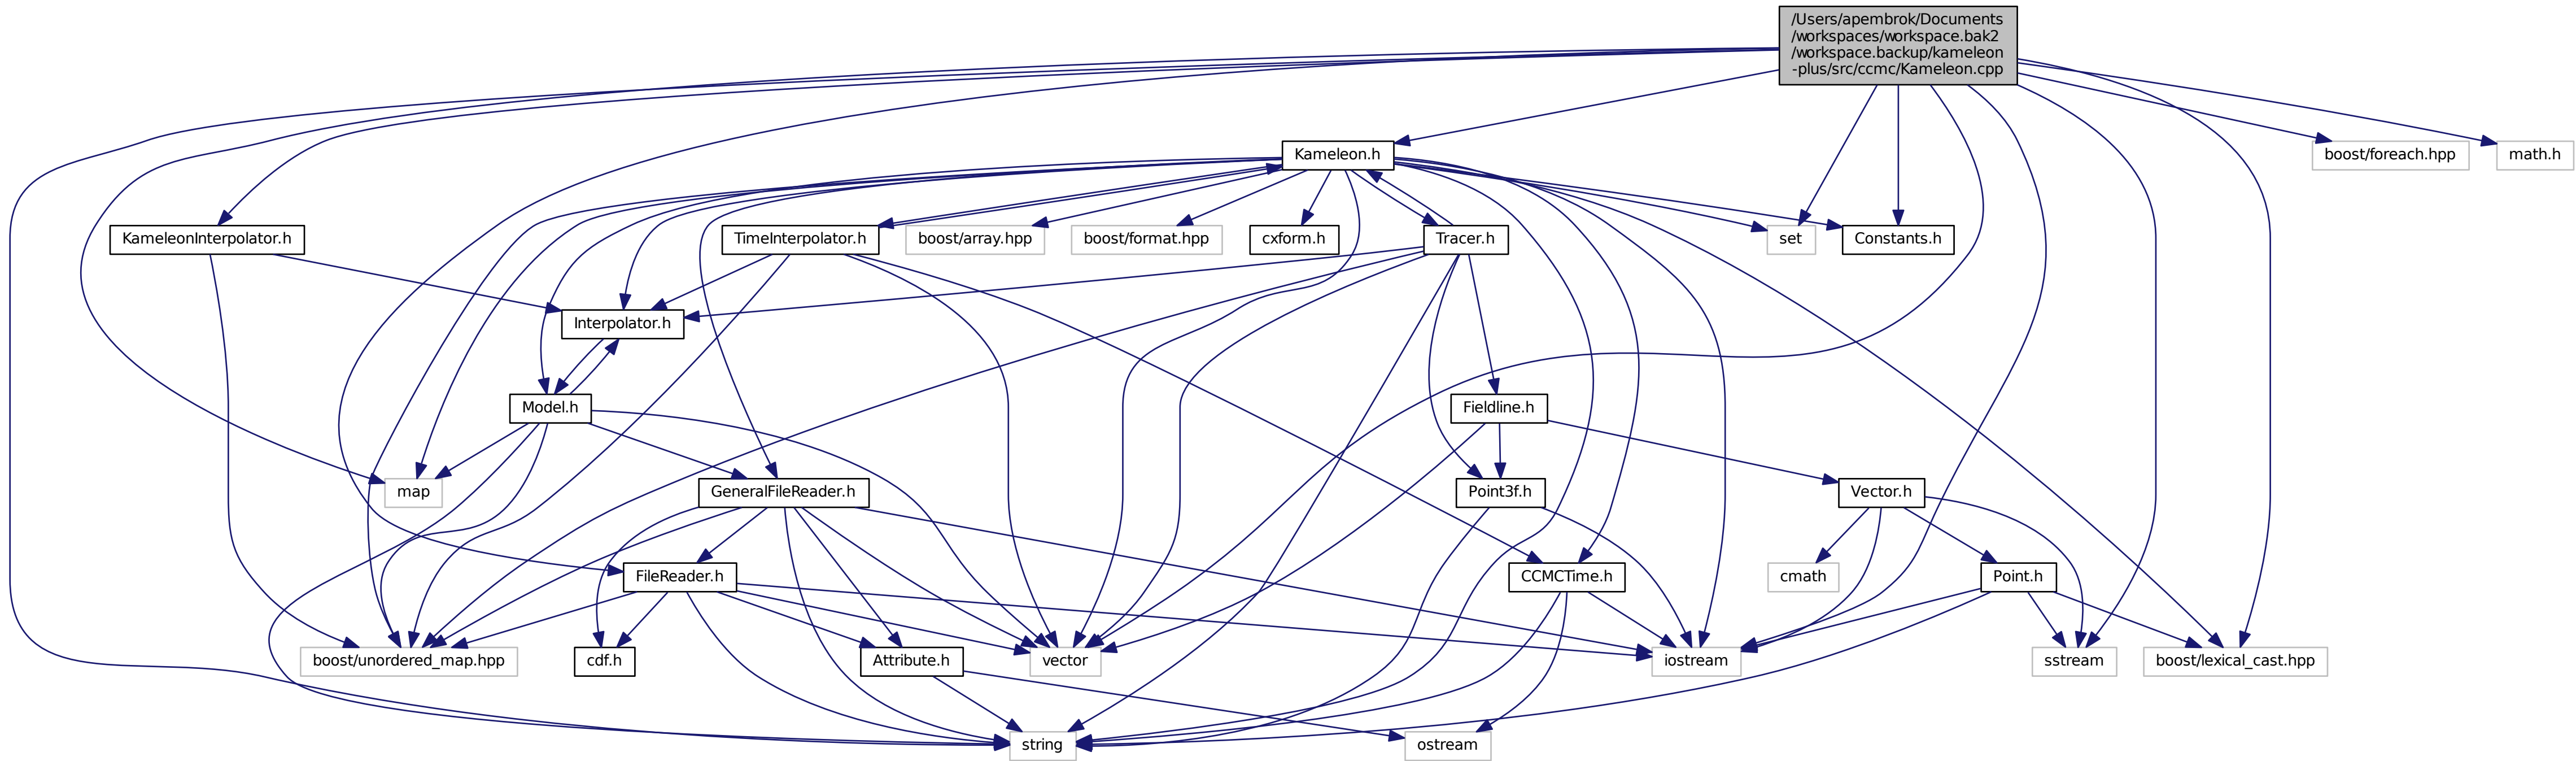 /Users/apembrok/Documents
/workspaces/workspace.bak2
/workspace.backup/kameleon
-plus/src/ccmc/Kameleon.cpp
Kameleon.h
boost/foreach.hpp
math.h
KameleonInterpolator.h
TimeInterpolator.h
boost/array.hpp
boost/format.hpp
cxform.h
Tracer.h
set
Constants.h
Interpolator.h
Model.h
Fieldline.h
map
GeneralFileReader.h
Point3f.h
Vector.h
FileReader.h
CCMCTime.h
cmath
Point.h
boost/unordered_map.hpp
cdf.h
Attribute.h
vector
iostream
sstream
boost/lexical_cast.hpp
string
ostream